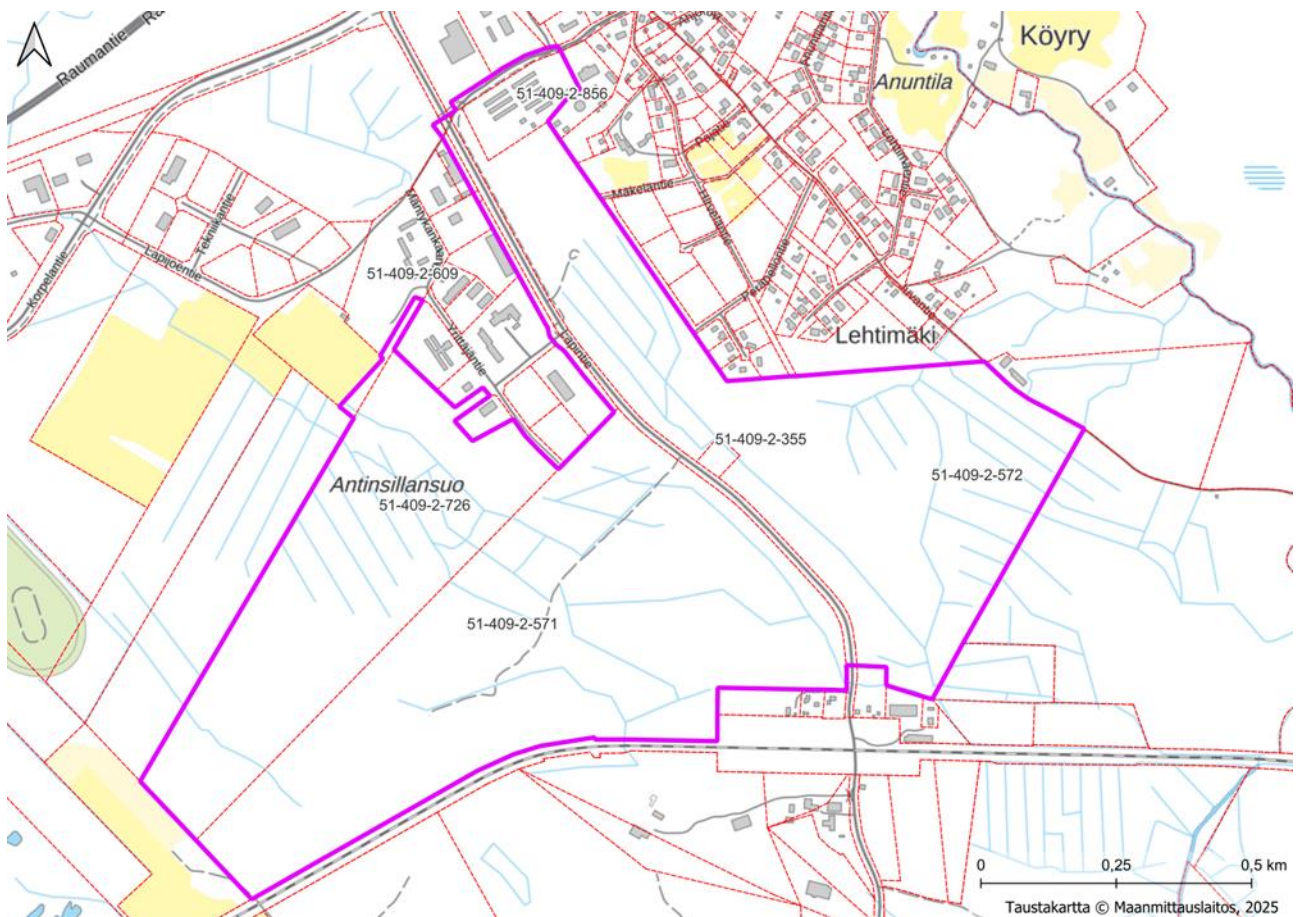 Raumantie
Köyry
Anuntila
51-409-2-856
Mäkeläntie
Lapijoentie
Tekniikantie
Korpelantie
51-409-2-609
Yrittäjäntie
Lapintie
Lehtimäki
51-409-2-355
51-409-2-572
Antinsillansuo
51-409-2-726
51-409-2-571
0 0,25 0,5 km
Taustakartta © Maanmittauslaitos, 2025